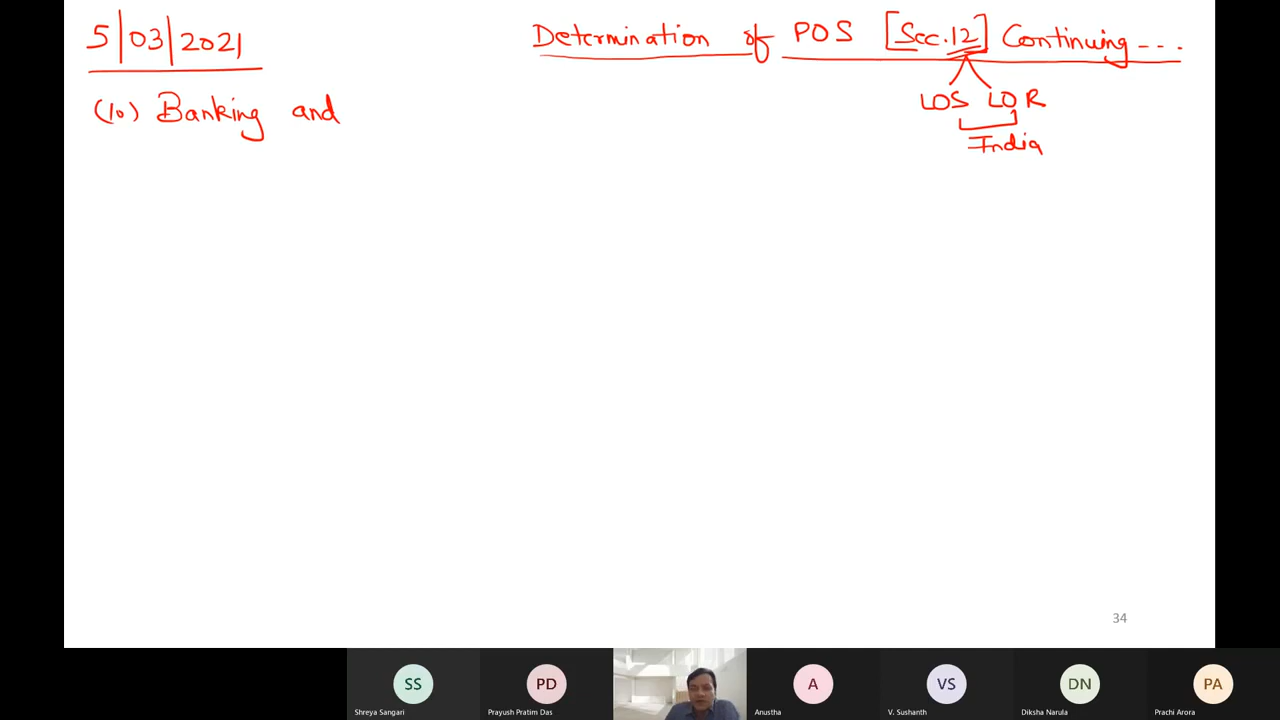 5/03/2021 Determination of POS [Sec.12] Continuing---.
LOS LOR
(10) Banking and
India
34
SS PD A VS DN PA
Shreya Sangari Prayush Pratim Das Anustha V. Sushanth Diksha Narula Prachi Arora